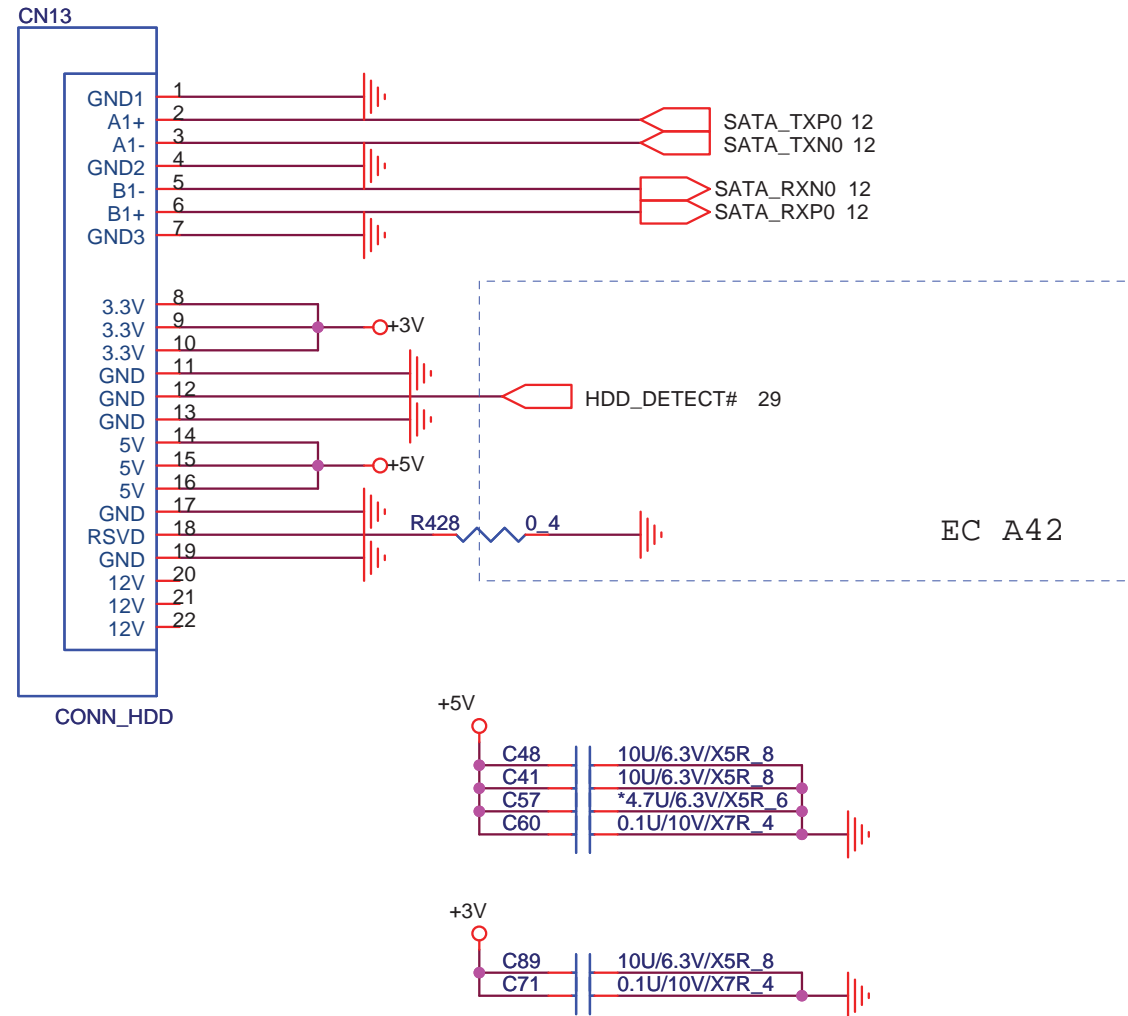 CN13
GND1 1
A1+ 2 SATA_TXP0 12
A1- 3 SATA_TXN0 12
GND2 4
B1- 5 SATA_RXN0 12
B1+ 6 SATA_RXP0 12
GND3 7
3.3V 8
3.3V 9 +3V
3.3V 10
GND 11
GND 12 HDD_DETECT# 29
GND 13
5V 14
5V 15 +5V
5V 16
GND 17
RSVD 18 R428 0_4 EC A42
GND 19
12V 20
12V 21
12V 22
CONN_HDD
+5V
C48 10U/6.3V/X5R_8
C41 10U/6.3V/X5R_8
C57 *4.7U/6.3V/X5R_6
C60 0.1U/10V/X7R_4
+3V
C89 10U/6.3V/X5R_8
C71 0.1U/10V/X7R_4